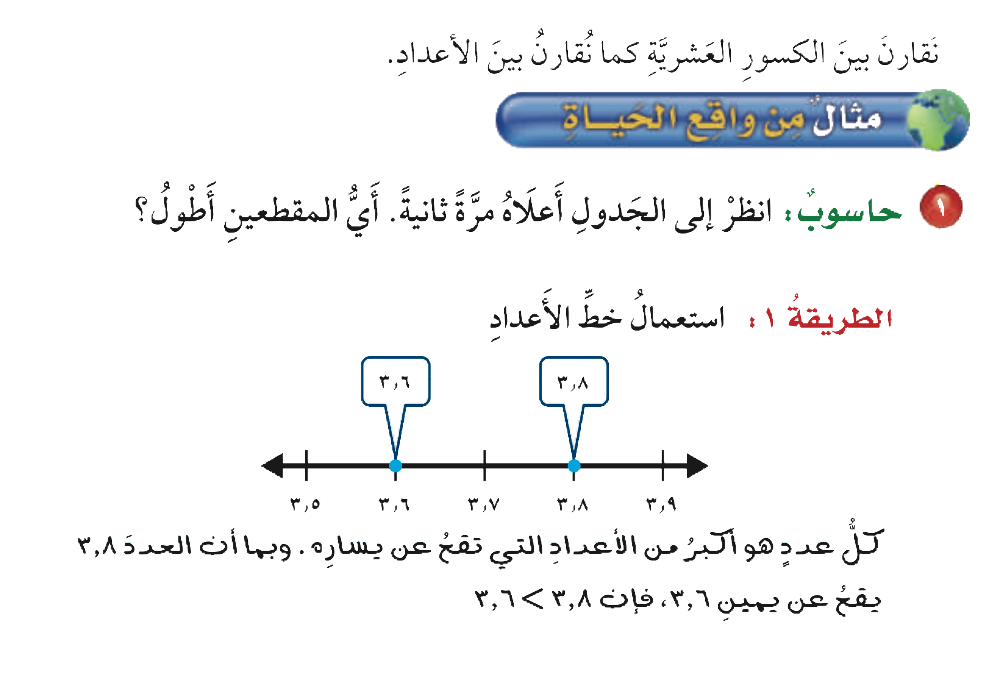 نَقارنَ بينَ الكسورِ العَشريَّةِ كما نُقارنُ بينَ الأعدادِ.
مثالٌ مِن واقِعِ الحَيـاةِ
١ حاسوبٌ: انظرْ إلى الجَدولِ أَعلَاهُ مرَّةً ثانيةً. أَيُّ المقطعينِ أَطْولُ؟
الطريقةُ ١: استعمالُ خطِّ الأَعدادِ
٣,٦ ٣,٨
٣,٥ ٣,٦ ٣,٧ ٣,٨ ٣,٩
كلُّ عددٍ هو أكبرُ من الأعدادِ التي تقعُ عن يسارِه . وبما أن العددَ ٣,٨
يقعُ عن يمينِ ٣,٦، فإن ٣,٨ > ٣,٦